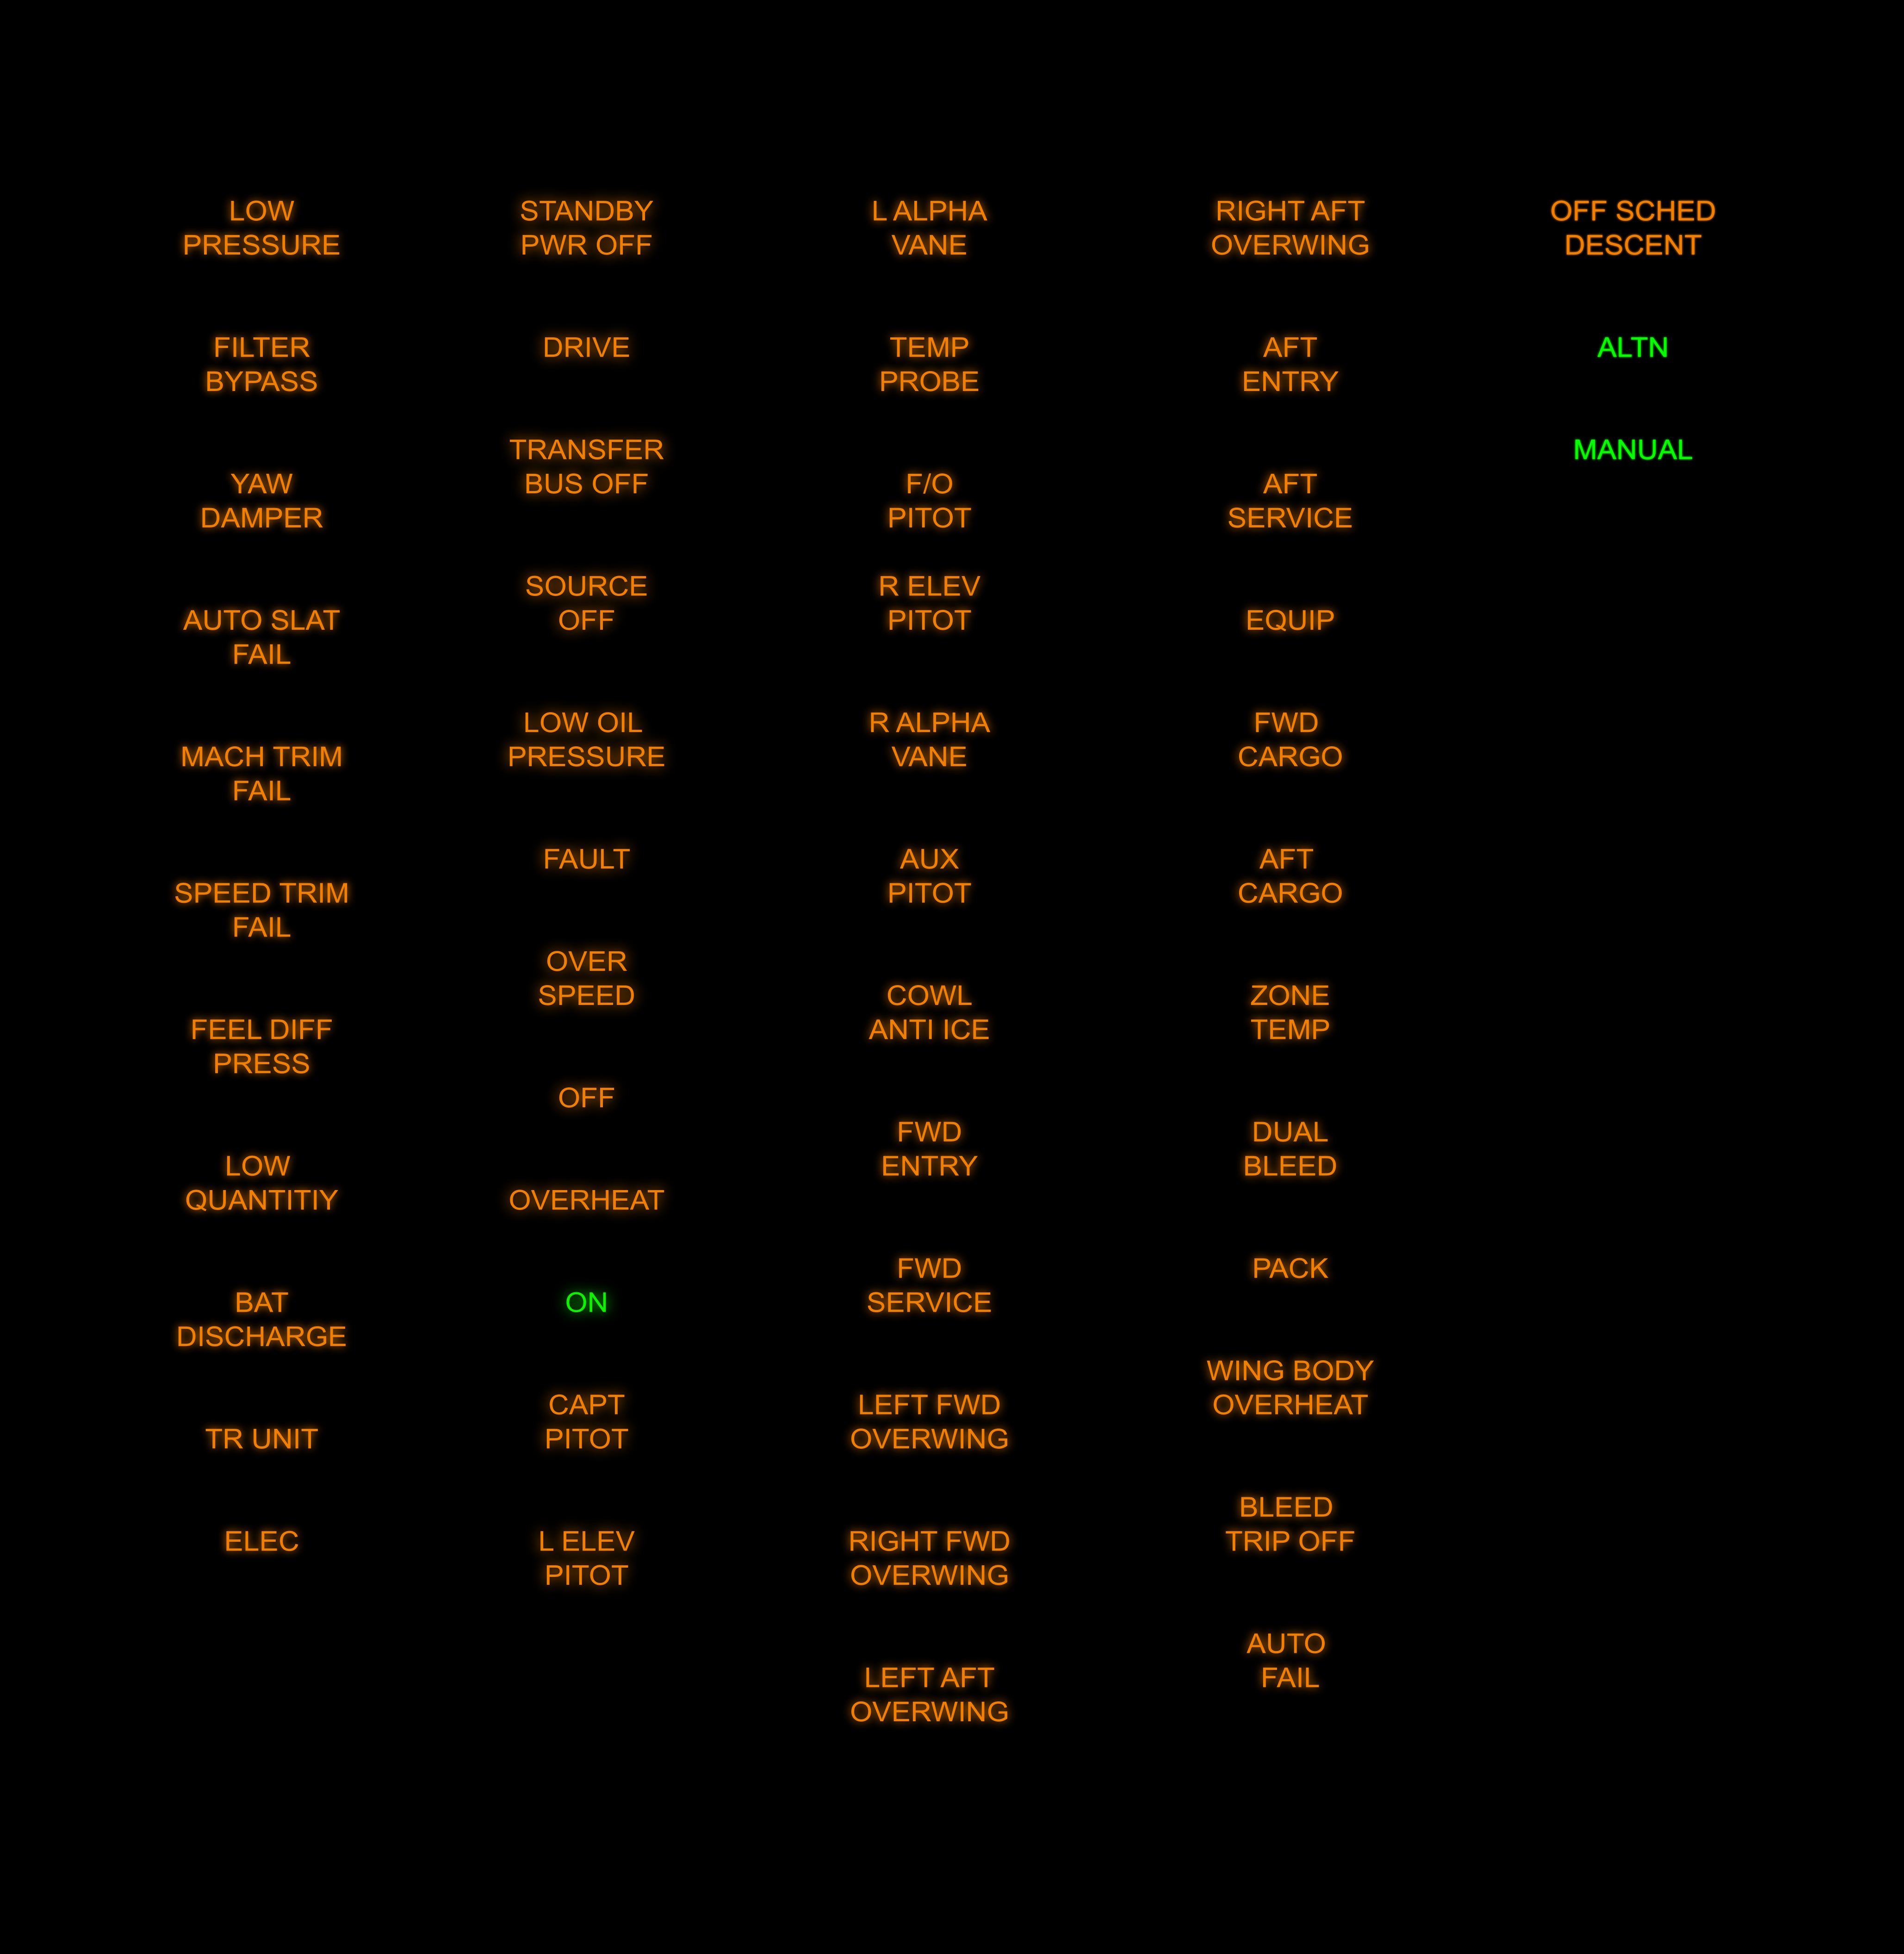 LOW
PRESSURE
FILTER
BYPASS
YAW
DAMPER
AUTO SLAT
FAIL
MACH TRIM
FAIL
SPEED TRIM
FAIL
FEEL DIFF
PRESS
LOW
QUANTITIY
BAT
DISCHARGE
TR UNIT
ELEC
STANDBY
PWR OFF
DRIVE
TRANSFER
BUS OFF
SOURCE
OFF
LOW OIL
PRESSURE
FAULT
OVER
SPEED
OFF
OVERHEAT
ON
CAPT
PITOT
L ELEV
PITOT
L ALPHA
VANE
TEMP
PROBE
F/O
PITOT
R ELEV
PITOT
R ALPHA
VANE
AUX
PITOT
COWL
ANTI ICE
FWD
ENTRY
FWD
SERVICE
LEFT FWD
OVERWING
RIGHT FWD
OVERWING
LEFT AFT
OVERWING
RIGHT AFT
OVERWING
AFT
ENTRY
AFT
SERVICE
EQUIP
FWD
CARGO
AFT
CARGO
ZONE
TEMP
DUAL
BLEED
PACK
WING BODY
OVERHEAT
BLEED
TRIP OFF
AUTO
FAIL
OFF SCHED
DESCENT
ALTN
MANUAL